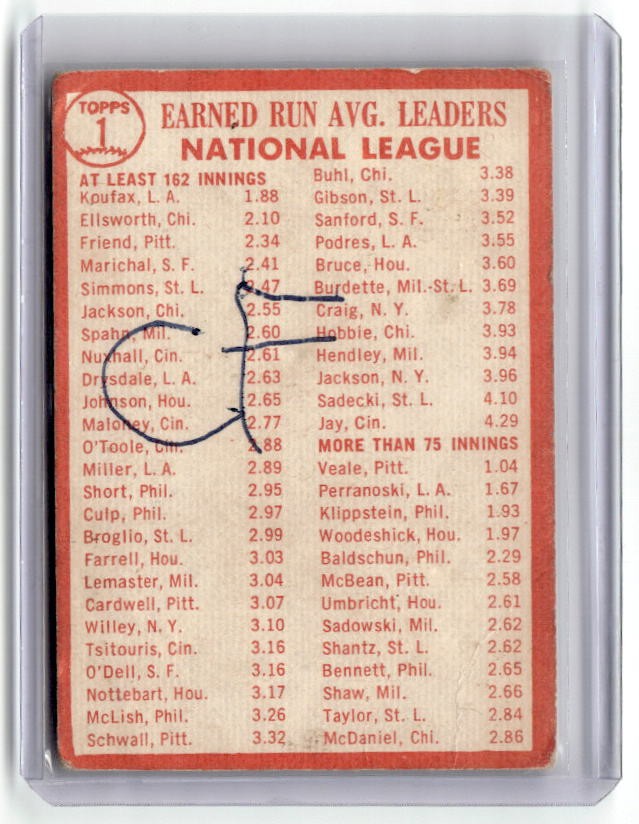 TOPPS
1
EARNED RUN AVG. LEADERS
NATIONAL LEAGUE
AT LEAST 162 INNINGS
Koufax, L. A. 1.88
Ellsworth, Chi. 2.10
Friend, Pitt. 2.34
Marichal, S. F. 2.41
Simmons, St. L. 2.47
Jackson, Chi. 2.55
Spahn, Mil. 2.60
Nuxhall, Cin. 2.61
Drysdale, L. A. 2.63
Johnson, Hou. 2.65
Maloney, Cin. 2.77
O'Toole, Cin. 2.88
Miller, L. A. 2.89
Short, Phil. 2.95
Culp, Phil. 2.97
Broglio, St. L. 2.99
Farrell, Hou. 3.03
Lemaster, Mil. 3.04
Cardwell, Pitt. 3.07
Willey, N. Y. 3.10
Tsitouris, Cin. 3.16
O'Dell, S. F. 3.16
Nottebart, Hou. 3.17
McLish, Phil. 3.26
Schwall, Pitt. 3.32
Buhl, Chi. 3.38
Gibson, St. L. 3.39
Sanford, S. F. 3.52
Podres, L. A. 3.55
Bruce, Hou. 3.60
Burdette, Mil.-St. L. 3.69
Craig, N. Y. 3.78
Hobbie, Chi. 3.93
Hendley, Mil. 3.94
Jackson, N. Y. 3.96
Sadecki, St. L. 4.10
Jay, Cin. 4.29
MORE THAN 75 INNINGS
Veale, Pitt. 1.04
Perranoski, L. A. 1.67
Klippstein, Phil. 1.93
Woodeshick, Hou. 1.97
Baldschun, Phil. 2.29
McBean, Pitt. 2.58
Umbricht, Hou. 2.61
Sadowski, Mil. 2.62
Shantz, St. L. 2.62
Bennett, Phil. 2.65
Shaw, Mil. 2.66
Taylor, St. L. 2.84
McDaniel, Chi. 2.86
CF